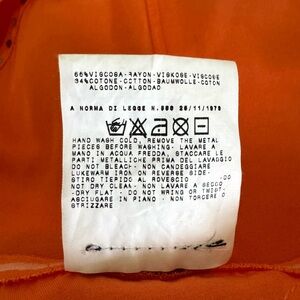 66%VISCOSA-RAYON-VISKOSE-VISCOSE
34%COTONE-COTTON-BAUMWOLLE-COTON
ALGODON-ALGODAO
A NORMA DI LEGGE N.883 26/11/1973
HAND WASH COLD, REMOVE THE METAL
PIECES BEFORE WASHING- LAVARE A
MANO IN ACQUA FREDDA, STACCARE LE
PARTI METALLICHE PRIMA DEL LAVAGGIO
DO NOT BLEACH- NON CANDEGGIARE
LUKEWARM IRON ON REVERSE SIDE-
STIRO TIEPIDO AL ROVESCIO -DO
NOT DRY CLEAN- NON LAVARE A SECCO
-DRY FLAT - DO NOT WRING OR TWIST-
ASCIUGARE IN PIANO - NON TORCERE O
STRIZZARE